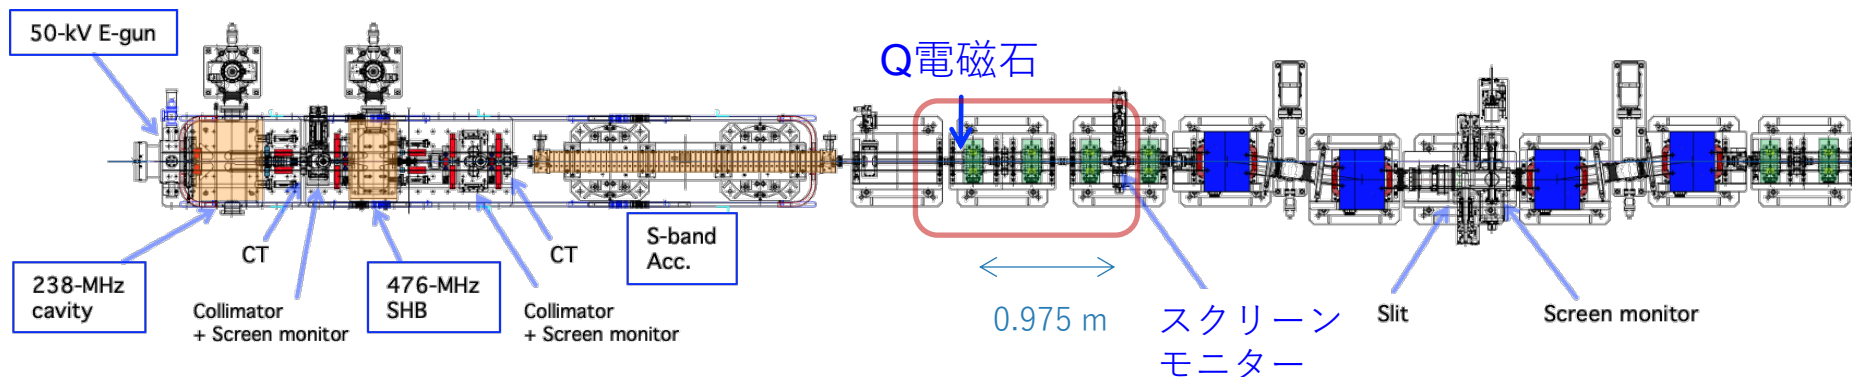 50-kV E-gun
Q電磁石
CT
CT
S-band
Acc.
238-MHz
cavity
Collimator
+ Screen monitor
476-MHz
SHB
Collimator
+ Screen monitor
0.975 m
スクリーン
モニター
Slit
Screen monitor